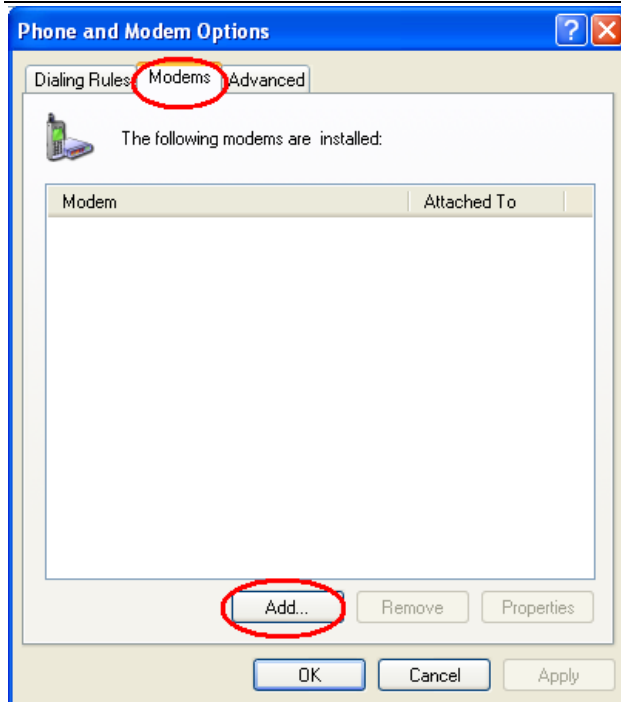 Phone and Modem Options
Dialing Rules Modems Advanced
The following modems are installed:
Modem Attached To
Add... Remove Properties
OK Cancel Apply